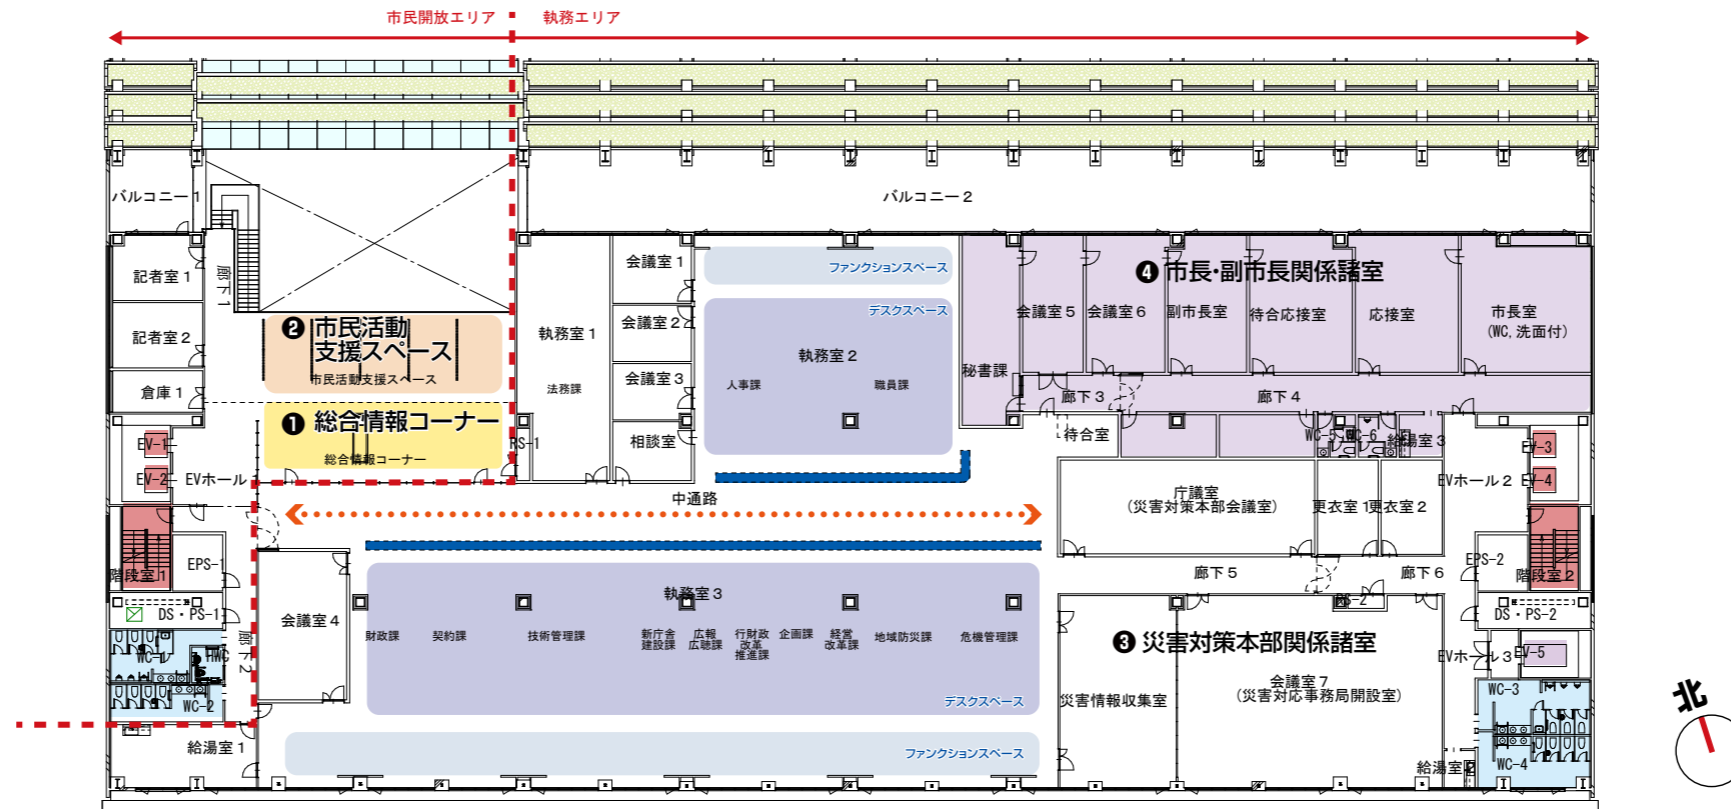 市民開放エリア
執務エリア
バルコニー１
バルコニー２
記者室１
廊下１
記者室２
倉庫１
❷ 市民活動
支援スペース
市民活動支援スペース
❶ 総合情報コーナー
総合情報コーナー
執務室１
法務課
会議室１
会議室２
会議室３
相談室
ファンクションスペース
デスクスペース
執務室２
人事課
職員課
秘書課
❹ 市長・副市長関係諸室
会議室５
会議室６
副市長室
待合応接室
応接室
市長室
(WC, 洗面付)
廊下３
廊下４
待合室
WC-5
WC-6
給湯室３
EV-1
EV-2
EVホール
中通路
庁議室
(災害対策本部会議室)
更衣室１
更衣室２
EVホール２
EV-3
EV-4
階段室１
EPS-1
DS・PS-1
WC-1
HWC
WC-2
廊下２
給湯室１
会議室４
執務室３
財政課
契約課
技術管理課
新庁舎
建設課
広報
広聴課
行財政
改革
推進課
企画課
経営
改革課
地域防災課
危機管理課
デスクスペース
ファンクションスペース
廊下５
廊下６
❸ 災害対策本部関係諸室
災害情報収集室
会議室７
(災害対応事務局開設室)
EPS-2
階段室２
DS・PS-2
EVホール３
EV-5
WC-3
WC-4
北